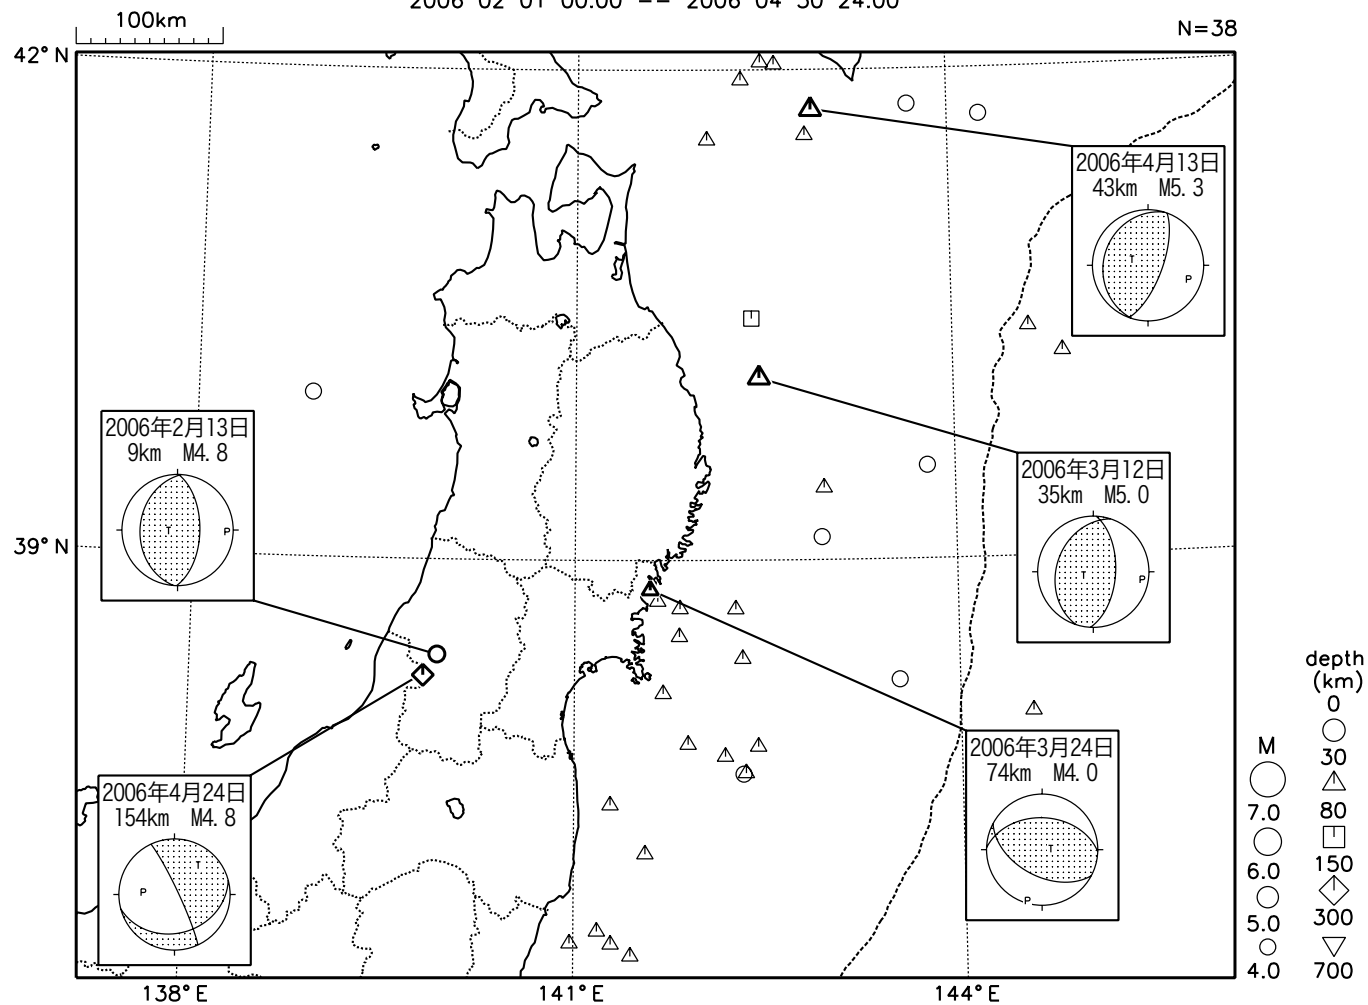 2006 02 01 00:00 -- 2006 04 30 24:00
100km
N=38
42°N
2006年4月13日
43km M5.3
T
P
2006年2月13日
9km M4.8
T
P
2006年3月12日
35km M5.0
T
P
39°N
depth
(km)
0
30
80
150
300
700
M
7.0
6.0
5.0
4.0
2006年3月24日
74km M4.0
T
P
2006年4月24日
154km M4.8
T
P
138°E
141°E
144°E